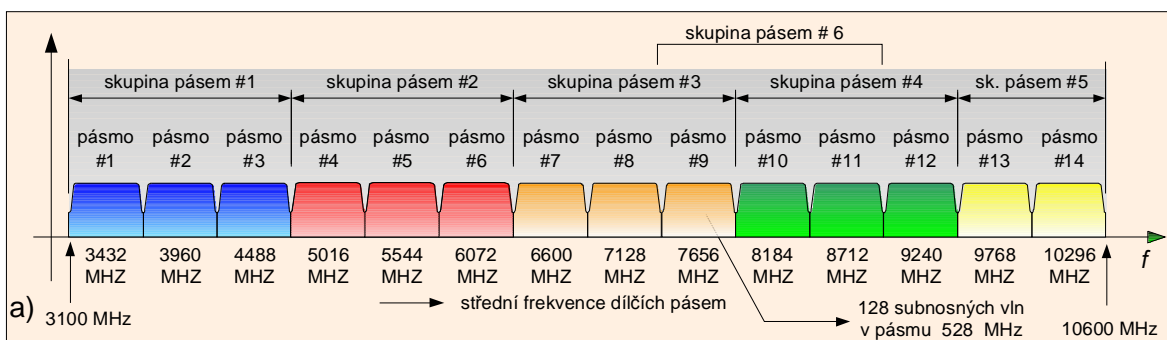 skupina pásem # 6
skupina pásem #1
skupina pásem #2
skupina pásem #3
skupina pásem #4
sk. pásem #5
pásmo #1
pásmo #2
pásmo #3
pásmo #4
pásmo #5
pásmo #6
pásmo #7
pásmo #8
pásmo #9
pásmo #10
pásmo #11
pásmo #12
pásmo #13
pásmo #14
3432 MHZ
3960 MHZ
4488 MHZ
5016 MHZ
5544 MHZ
6072 MHZ
6600 MHZ
7128 MHZ
7656 MHZ
8184 MHZ
8712 MHZ
9240 MHZ
9768 MHZ
10296 MHZ
f
a)
3100 MHz
střední frekvence dílčích pásem
128 subnosných vln
v pásmu 528 MHz
10600 MHz